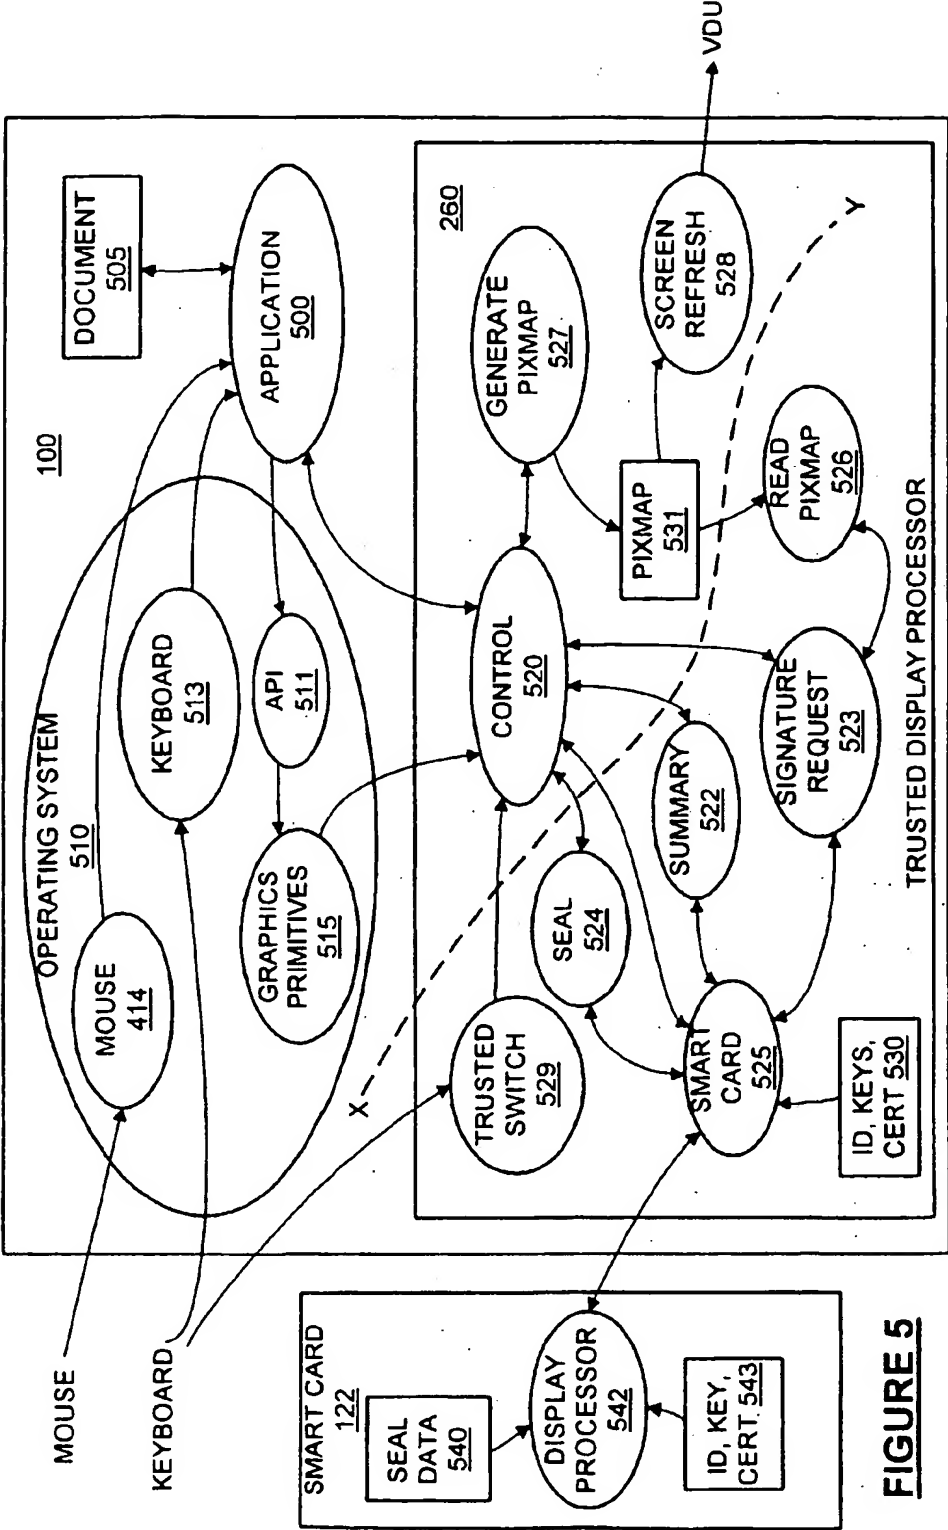 MOUSE
KEYBOARD
OPERATING SYSTEM
510
MOUSE
414
KEYBOARD
513
GRAPHICS
PRIMITIVES
515
API
511
100
DOCUMENT
505
APPLICATION
500
X
Y
VDU
260
TRUSTED
SWITCH
529
CONTROL
520
GENERATE
PIXMAP
527
SEAL
524
PIXMAP
531
SCREEN
REFRESH
528
SUMMARY
522
SMART
CARD
525
SIGNATURE
REQUEST
523
READ
PIXMAP
526
ID, KEYS,
CERT 530
TRUSTED DISPLAY PROCESSOR
SMART CARD
122
SEAL
DATA
540
DISPLAY
PROCESSOR
542
ID, KEY,
CERT 543
FIGURE 5